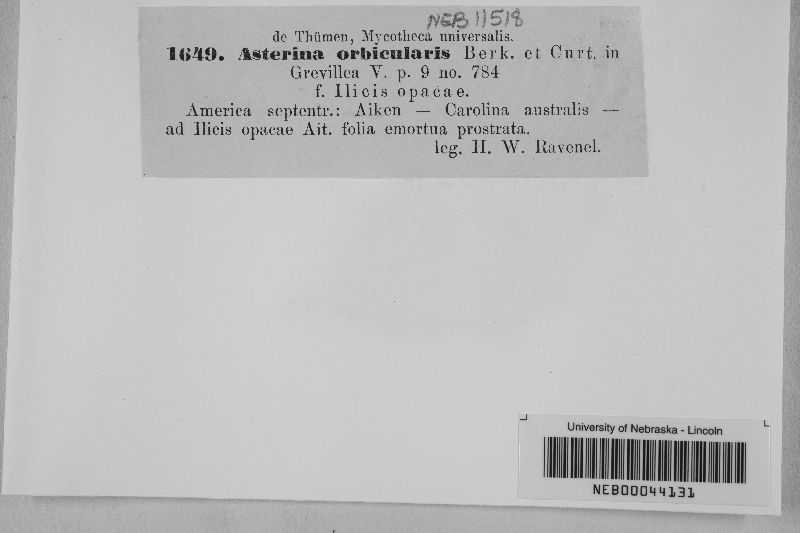 NEB 11518
de Thümen, Mycotheca universalis.
1649. Asterina orbicularis Berk. et Curt. in
Grevillea V. p. 9 no. 784
f. Ilicis opacae.
America septentr.: Aiken — Carolina australis —
ad Ilicis opacae Ait. folia emortua prostrata.
leg. H. W. Ravenel.
University of Nebraska - Lincoln
NEB00044131